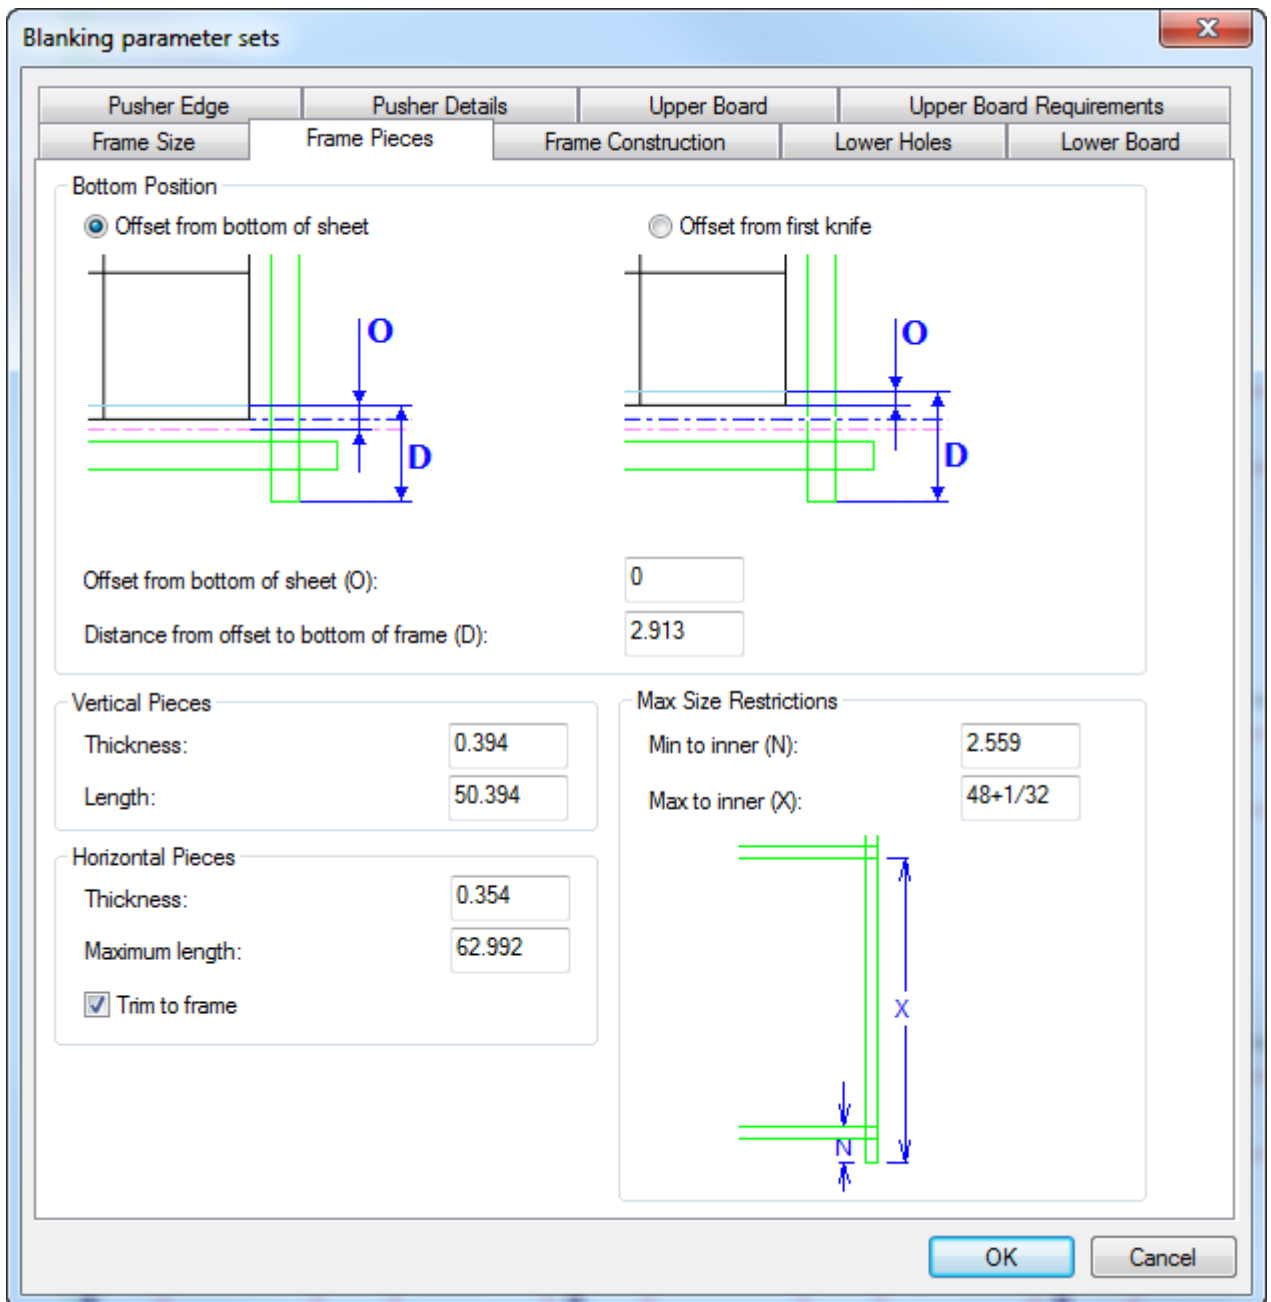 Blanking parameter sets
X
Pusher Edge Pusher Details Upper Board Upper Board Requirements
Frame Size Frame Pieces Frame Construction Lower Holes Lower Board
Bottom Position
Offset from bottom of sheet Offset from first knife
O O
D D
Offset from bottom of sheet (O): 0
Distance from offset to bottom of frame (D): 2.913
Vertical Pieces
Thickness: 0.394
Length: 50.394
Horizontal Pieces
Thickness: 0.354
Maximum length: 62.992
Trim to frame
Max Size Restrictions
Min to inner (N): 2.559
Max to inner (X): 48+1/32
X
N
OK Cancel